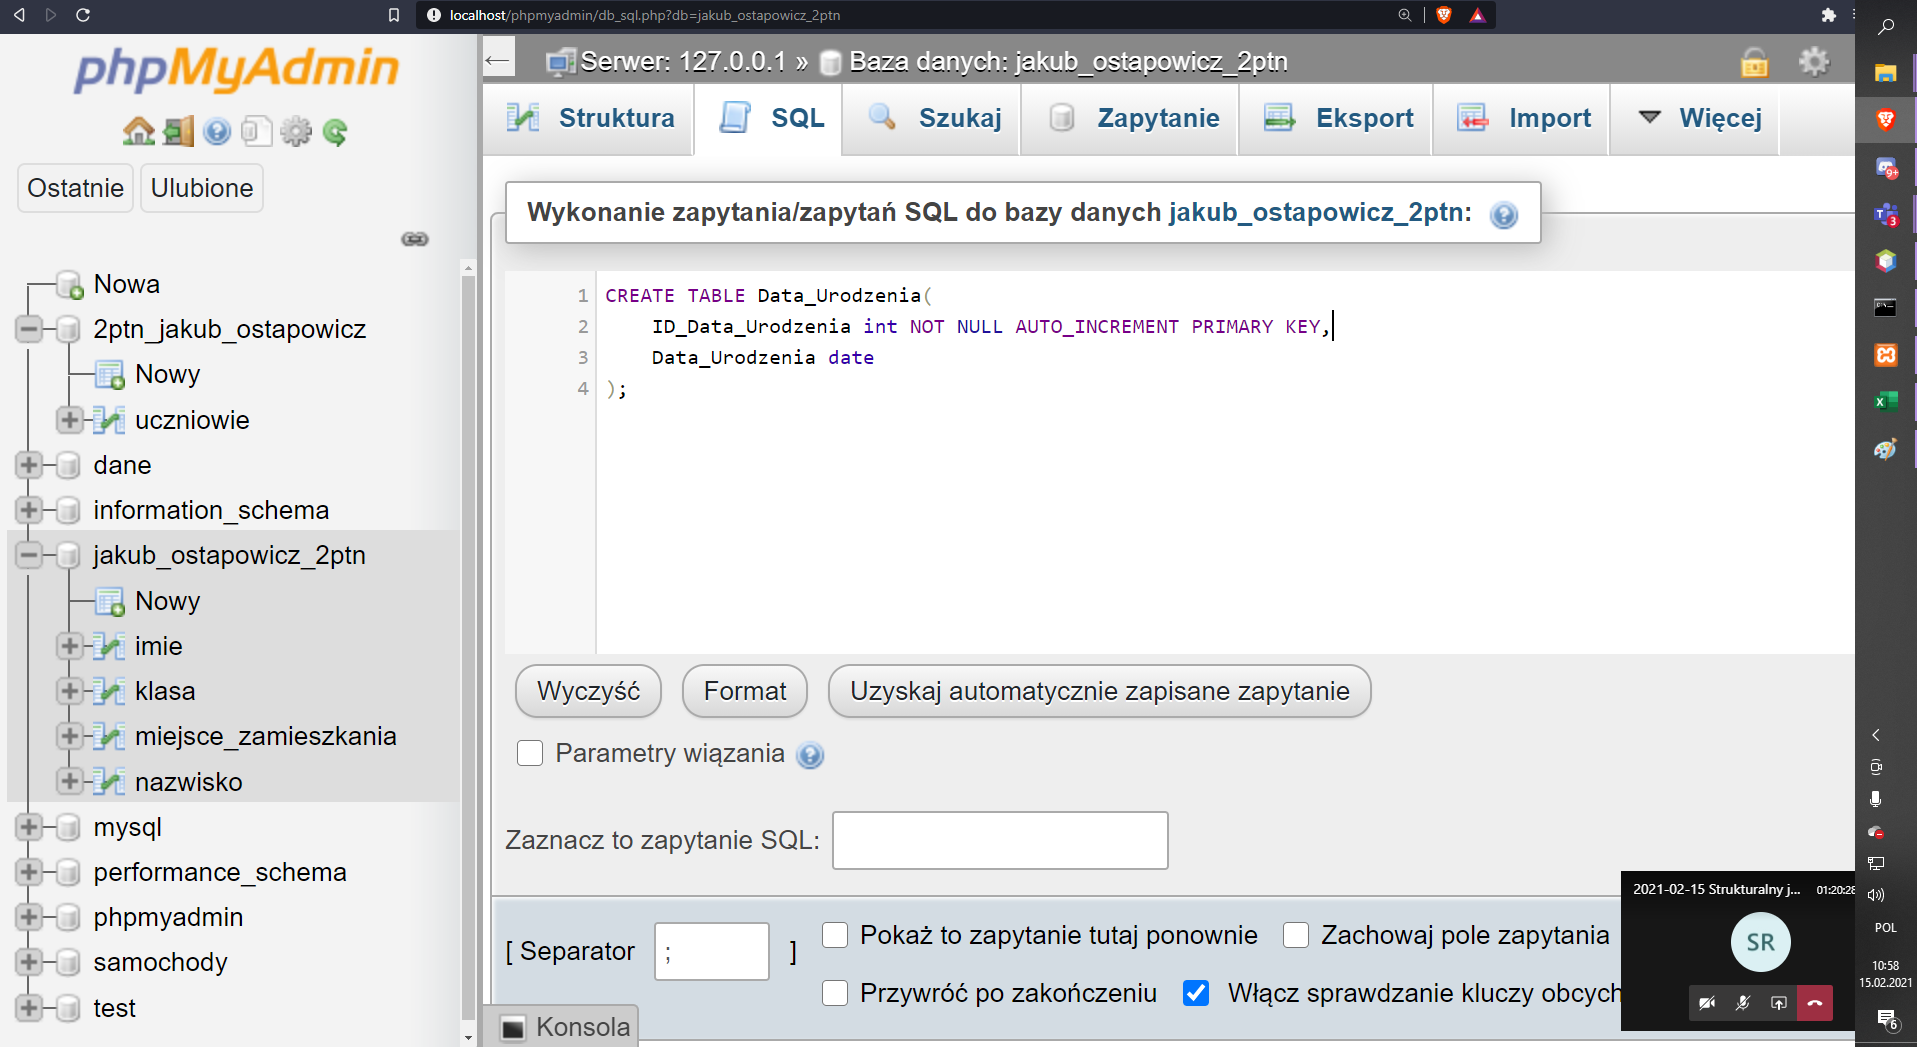 localhost/phpmyadmin/db_sql.php?db=jakub_ostapowicz_2ptn
phpMyAdmin
Ostatnie
Ulubione
Nowa
2ptn_jakub_ostapowicz
Nowy
uczniowie
dane
information_schema
jakub_ostapowicz_2ptn
Nowy
imie
klasa
miejsce_zamieszkania
nazwisko
mysql
performance_schema
phpmyadmin
samochody
test
Serwer: 127.0.0.1 » Baza danych: jakub_ostapowicz_2ptn
Struktura
SQL
Szukaj
Zapytanie
Eksport
Import
Więcej
Wykonanie zapytania/zapytań SQL do bazy danych jakub_ostapowicz_2ptn:
1 CREATE TABLE Data_Urodzenia(
2 ID_Data_Urodzenia int NOT NULL AUTO_INCREMENT PRIMARY KEY,
3 Data_Urodzenia date
4 );
Wyczyść
Format
Uzyskaj automatycznie zapisane zapytanie
Parametry wiązania
Zaznacz to zapytanie SQL:
[ Separator ; ]
Pokaż to zapytanie tutaj ponownie
Zachowaj pole zapytania
Przywróć po zakończeniu
Włącz sprawdzanie kluczy obcych
Konsola
2021-02-15 Strukturalny j...
01:20:28
SR
9+
3
POL
10:58
15.02.2021
6